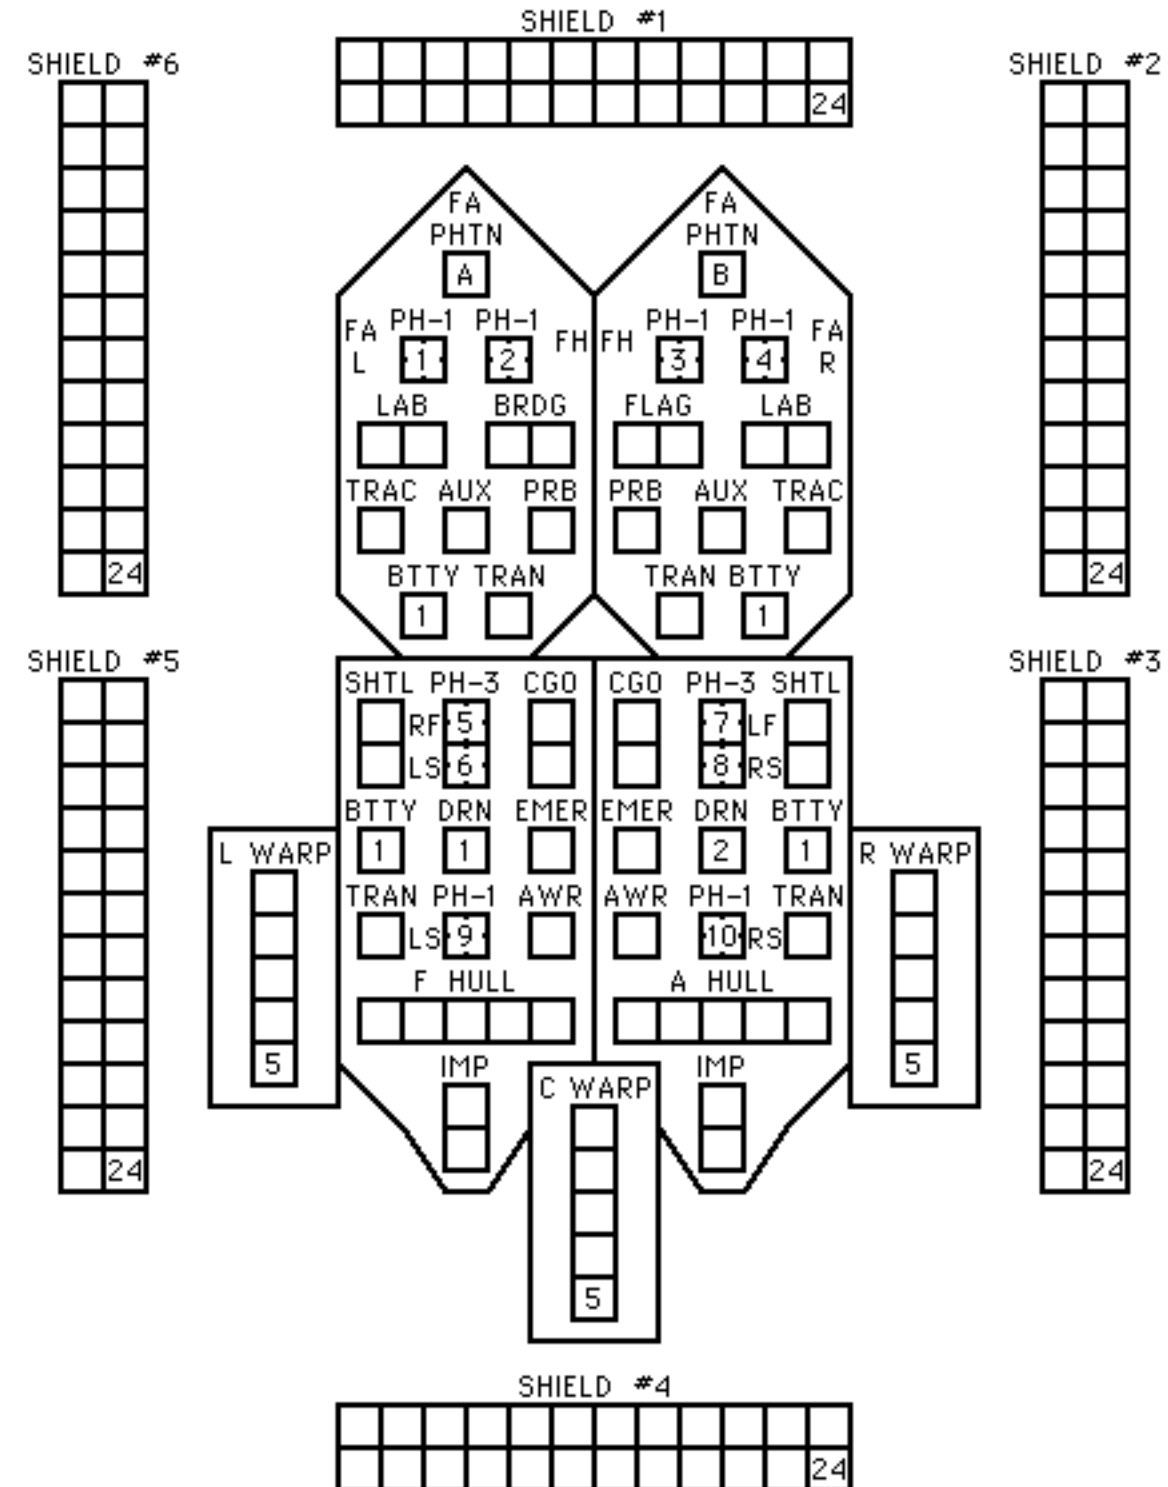 SHIELD #1
SHIELD #6
SHIELD #2
24
FA FA
PHTN PHTN
A B
FA PH-1 PH-1 FH FH PH-1 PH-1 FA
L 1 2 3 4 R
LAB BRDG FLAG LAB
TRAC AUX PRB PRB AUX TRAC
24 24
BTTY TRAN TRAN BTTY
1 1
SHIELD #5 SHIELD #3
SHTL PH-3 CGO CGO PH-3 SHTL
RF 5 7 LF
LS 6 8 RS
BTTY DRN EMER EMER DRN BTTY
L WARP 1 1 2 1 R WARP
TRAN PH-1 AWR AWR PH-1 TRAN
LS 9 10 RS
F HULL A HULL
5 IMP IMP 5
C WARP
24 24
5
SHIELD #4
24